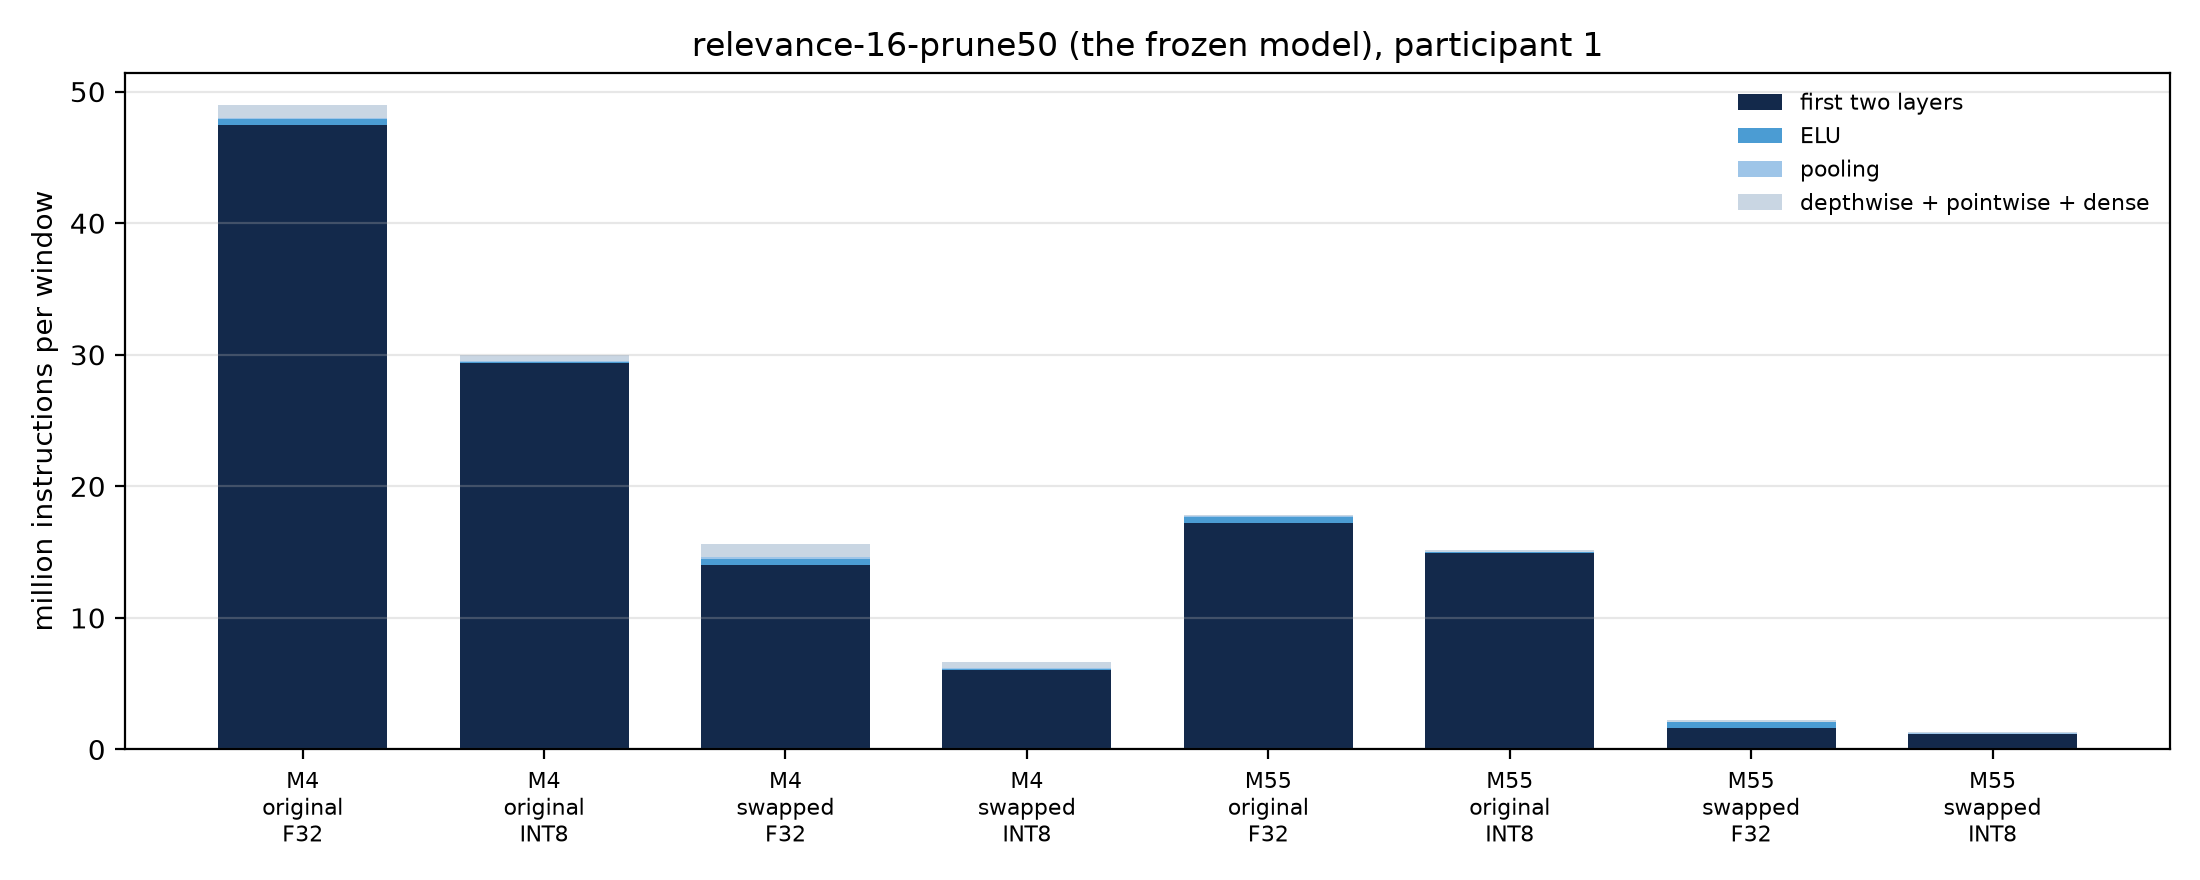 relevance-16-prune50 (the frozen model), participant 1
million instructions per window
50
40
30
20
10
0
first two layers
ELU
pooling
depthwise + pointwise + dense
M4
original
F32
M4
original
INT8
M4
swapped
F32
M4
swapped
INT8
M55
original
F32
M55
original
INT8
M55
swapped
F32
M55
swapped
INT8